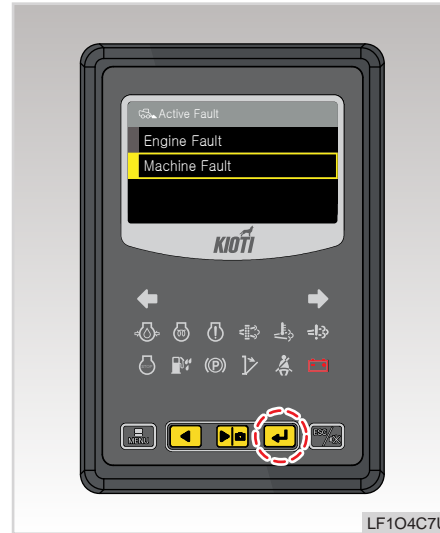 Active Fault
Engine Fault
Machine Fault
KIOTI
(P)
MENU
ESC/
LF1O4C7U